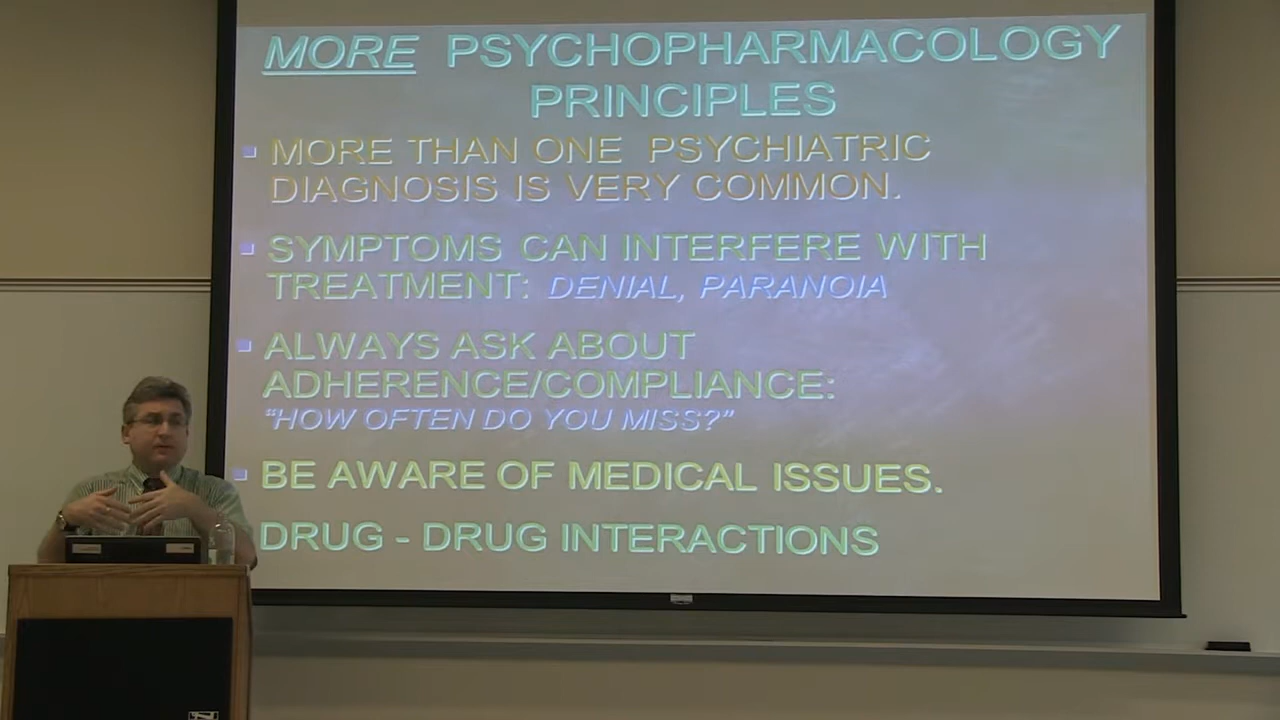 MORE PSYCHOPHARMACOLOGY
PRINCIPLES
MORE THAN ONE PSYCHIATRIC
DIAGNOSIS IS VERY COMMON.
SYMPTOMS CAN INTERFERE WITH
TREATMENT: DENIAL, PARANOIA
ALWAYS ASK ABOUT
ADHERENCE/COMPLIANCE:
“HOW OFTEN DO YOU MISS?”
BE AWARE OF MEDICAL ISSUES.
DRUG - DRUG INTERACTIONS